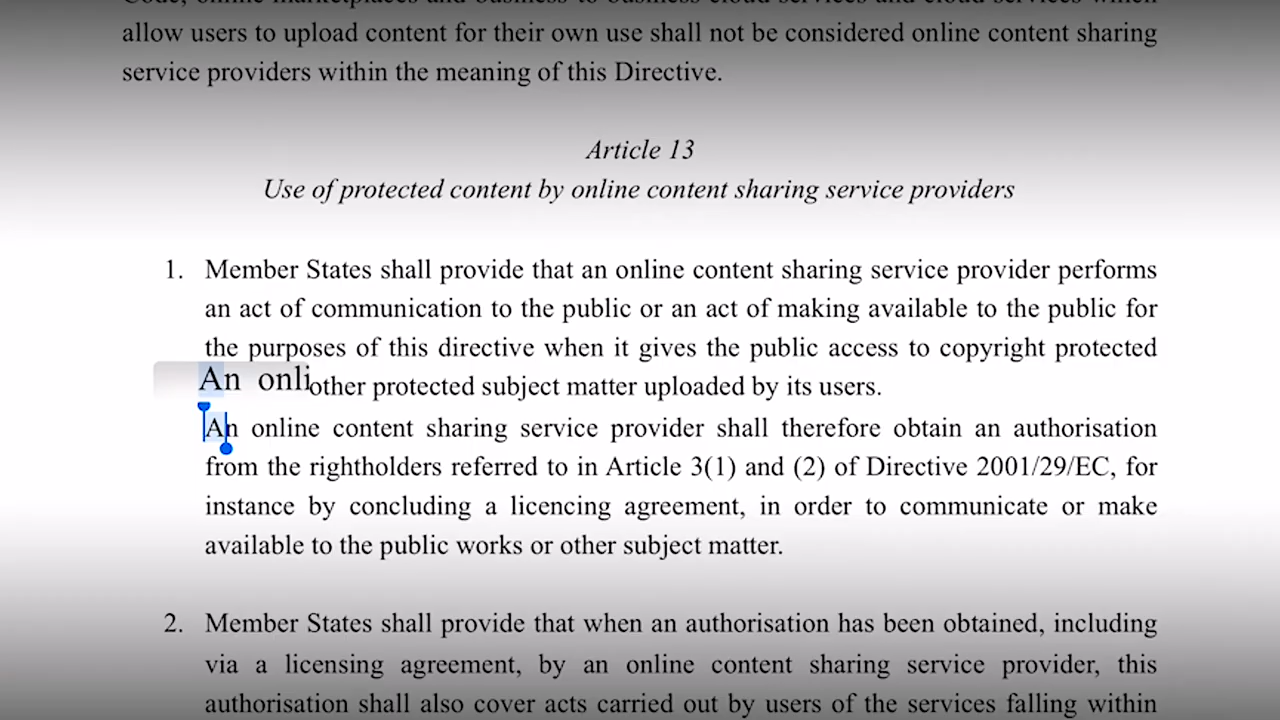 allow users to upload content for their own use shall not be considered online content sharing
service providers within the meaning of this Directive.
Article 13
Use of protected content by online content sharing service providers
1. Member States shall provide that an online content sharing service provider performs
an act of communication to the public or an act of making available to the public for
the purposes of this directive when it gives the public access to copyright protected
An onli other protected subject matter uploaded by its users.
An online content sharing service provider shall therefore obtain an authorisation
from the rightholders referred to in Article 3(1) and (2) of Directive 2001/29/EC, for
instance by concluding a licencing agreement, in order to communicate or make
available to the public works or other subject matter.
2. Member States shall provide that when an authorisation has been obtained, including
via a licensing agreement, by an online content sharing service provider, this
authorisation shall also cover acts carried out by users of the services falling within